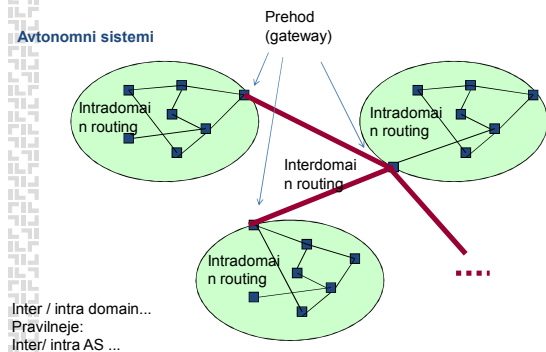 Prehod
(gateway)
Avtonomni sistemi
Intradomai
n routing
Intradomai
n routing
Interdomai
n routing
Intradomai
n routing
Inter / intra domain...
Pravilneje:
Inter/ intra AS ...